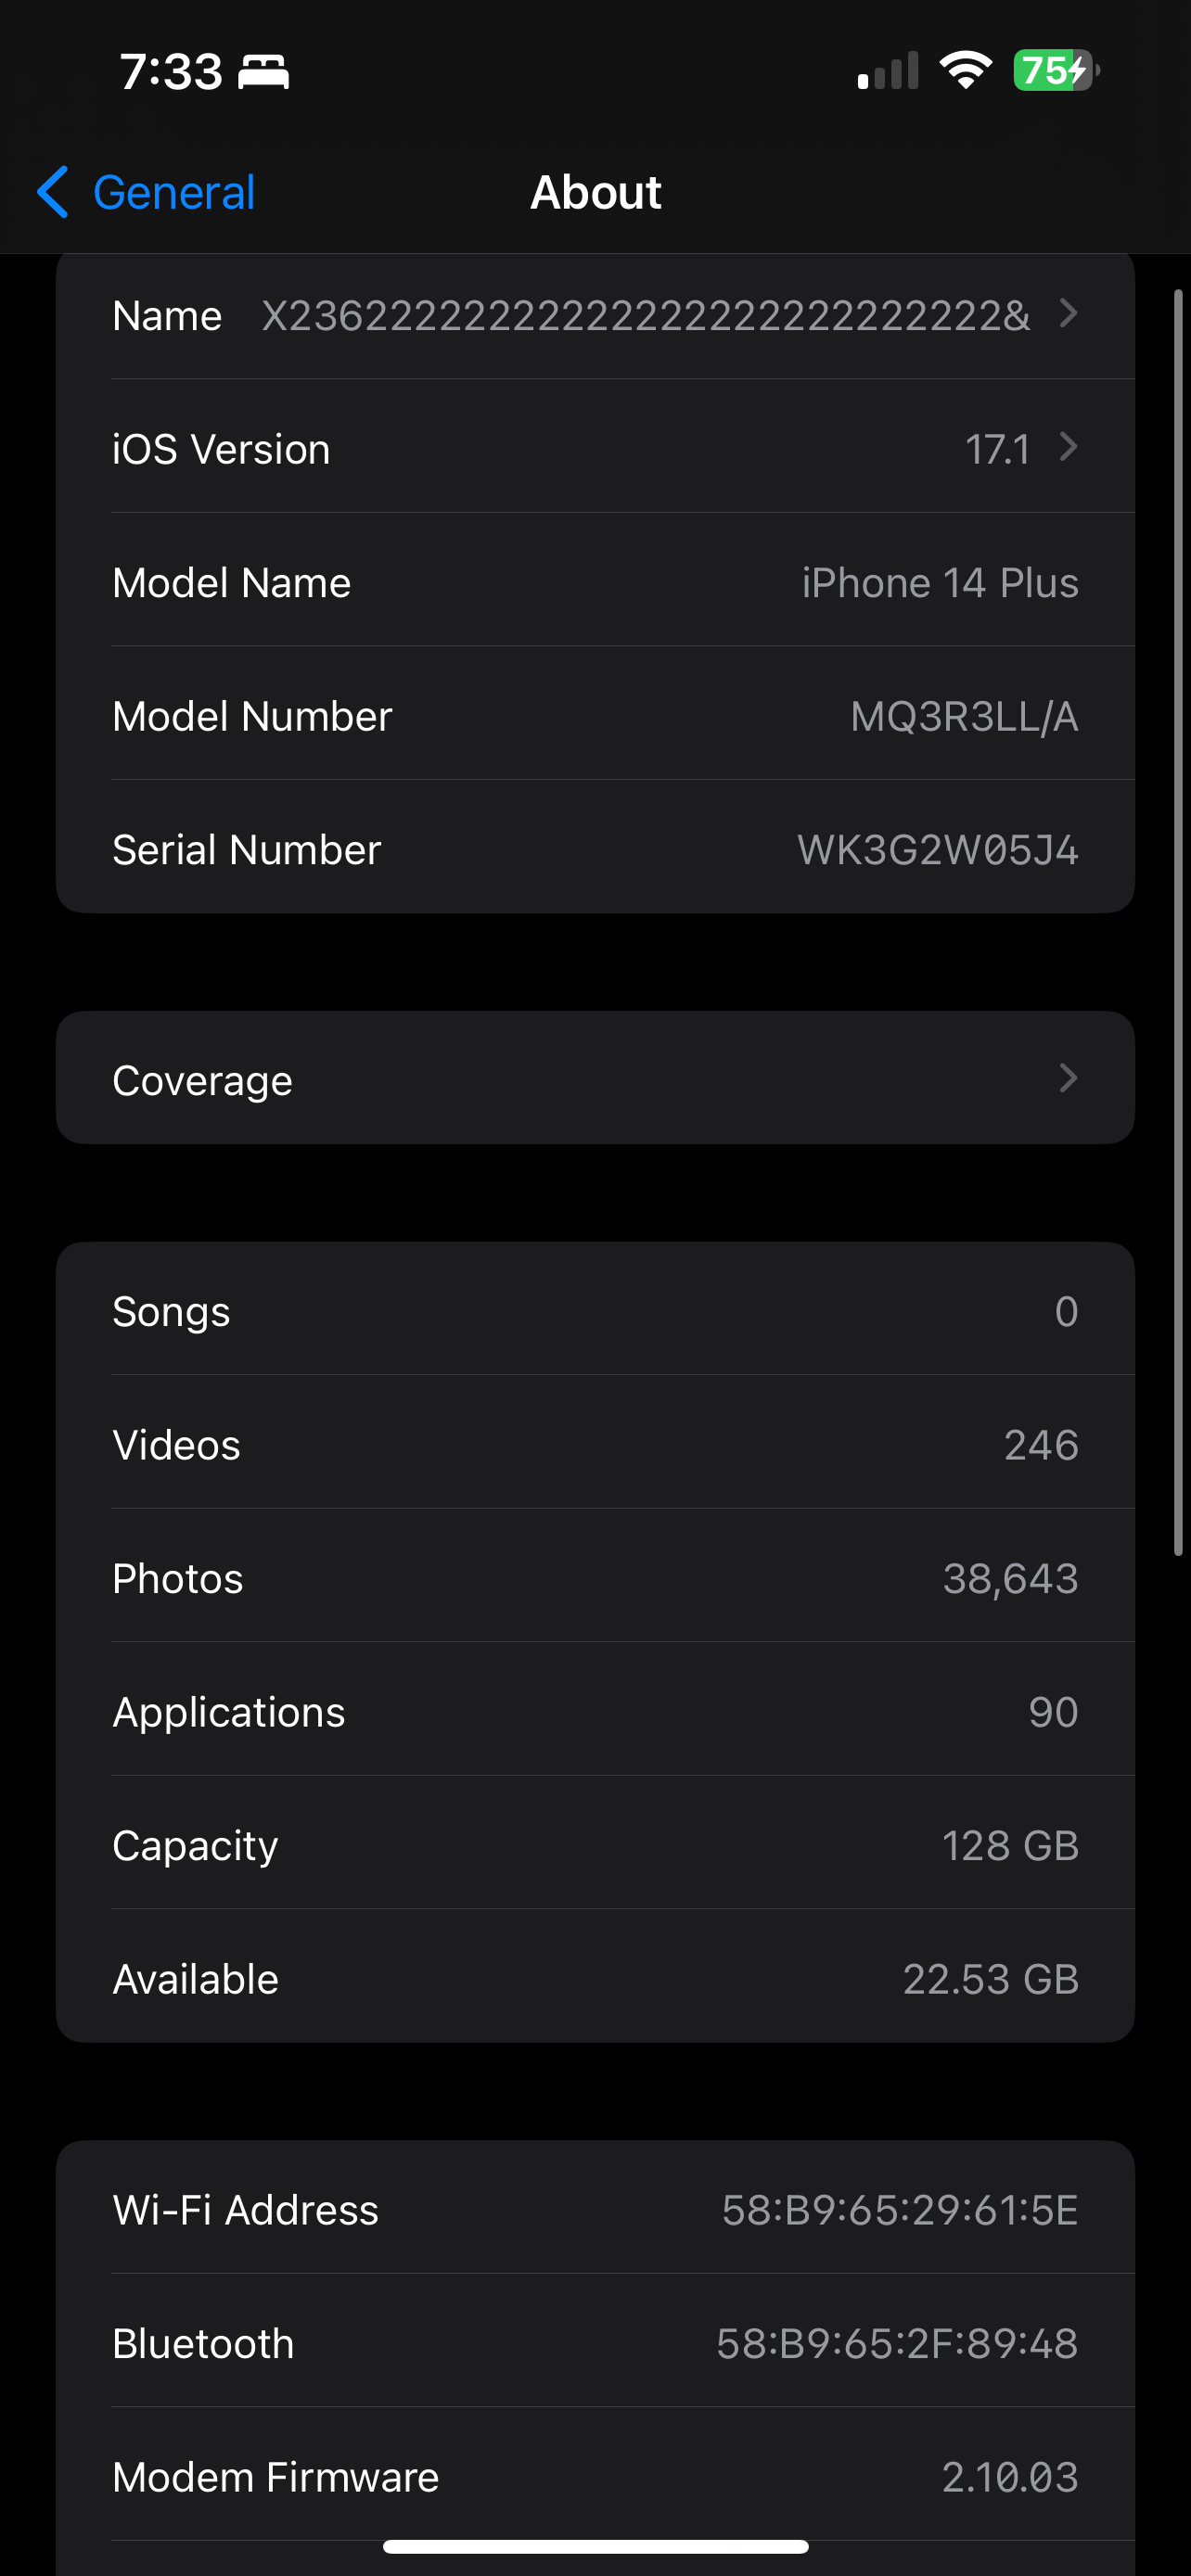 7:33 75
General About
Name X236222222222222222222222222&
iOS Version 17.1
Model Name iPhone 14 Plus
Model Number MQ3R3LL/A
Serial Number WK3G2W05J4
Coverage
Songs 0
Videos 246
Photos 38,643
Applications 90
Capacity 128 GB
Available 22.53 GB
Wi-Fi Address 58:B9:65:29:61:5E
Bluetooth 58:B9:65:2F:89:48
Modem Firmware 2.10.03